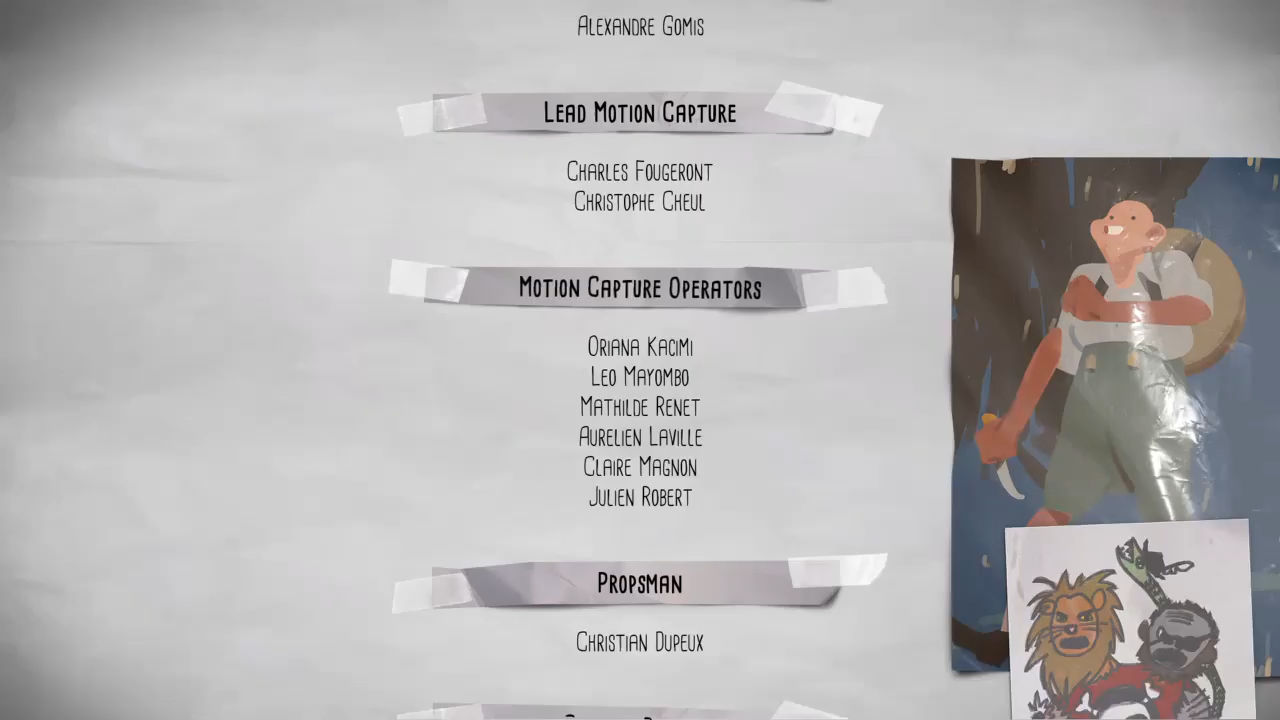 Alexandre Gomis
Lead Motion Capture
Charles Fougeront
Christophe Cheul
Motion Capture Operators
Oriana Kacimi
Leo Mayombo
Mathilde Renet
Aurelien Laville
Claire Magnon
Julien Robert
Propsman
Christian Dupeux